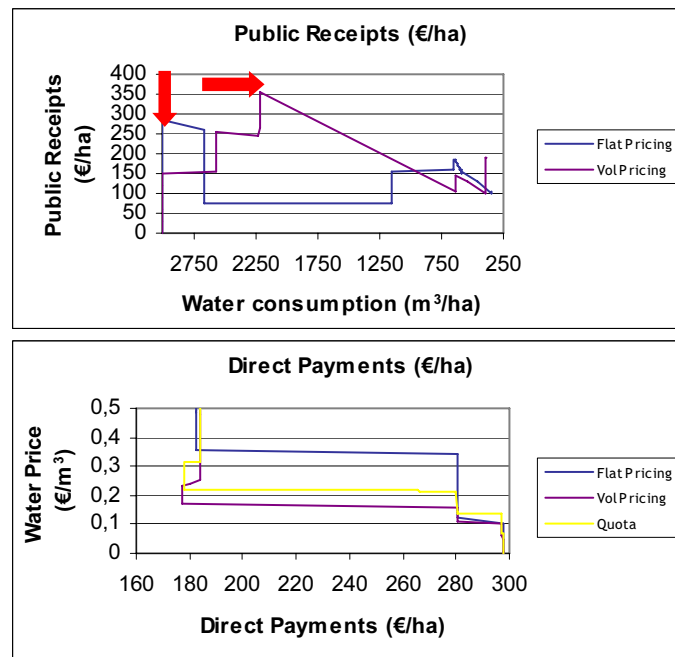 Public Receipts (€/ha)
Public Receipts
(€/ha)
400
350
300
250
200
150
100
50
0
2750 2250 1750 1250 750 250
Water consumption (m³/ha)
Flat Pricing
Vol Pricing
Direct Payments (€/ha)
Water Price
(€/m³)
0,5
0,4
0,3
0,2
0,1
0
160 180 200 220 240 260 280 300
Direct Payments (€/ha)
Flat Pricing
Vol Pricing
Quota